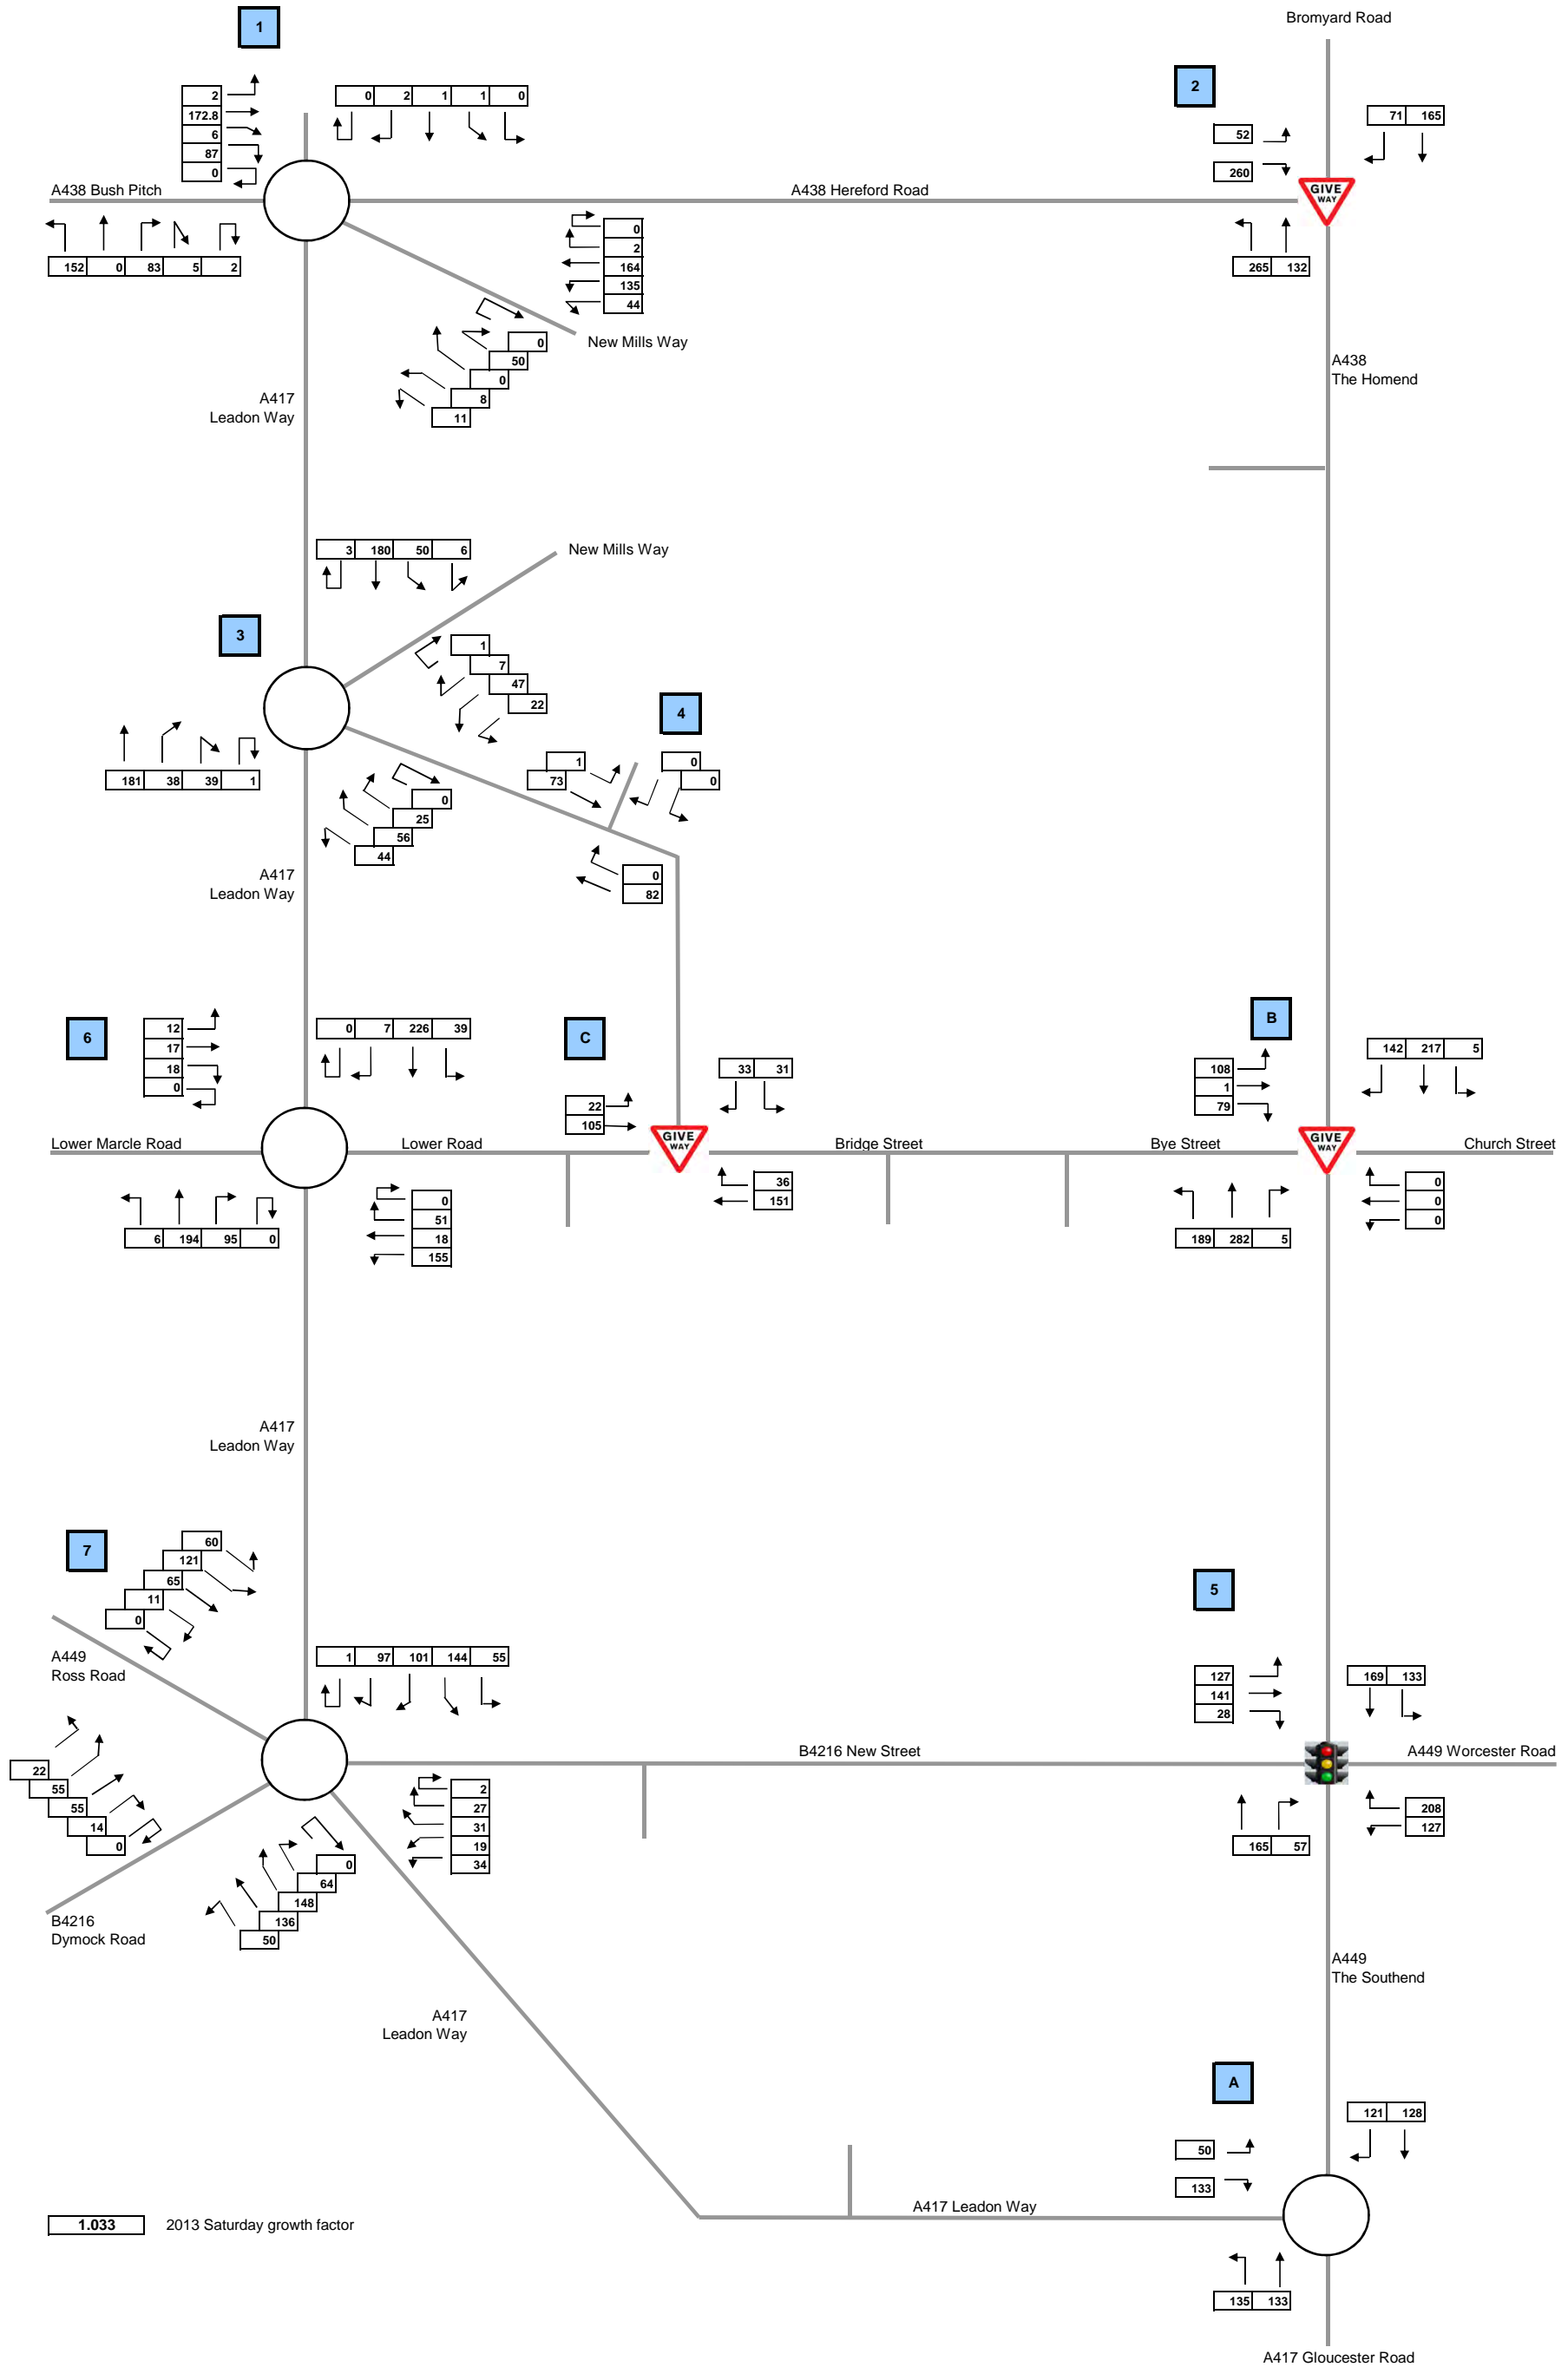 Bromyard Road
1
2
2
172.8
6
87
0
0 2 1 1 0
52
260
71 165
A438 Bush Pitch
A438 Hereford Road
GIVE
WAY
152 0 83 5 2
0
2
164
135
44
265 132
New Mills Way
0
50
0
8
11
A438
The Homend
A417
Leadon Way
3 180 50 6
New Mills Way
3
1
7
47
22
4
181 38 39 1
1
73
0
0
0
25
56
44
0
82
A417
Leadon Way
6
12
17
18
0
0 7 226 39
C
22
105
33 31
B
108
1
79
142 217 5
Lower Marcle Road
Lower Road
GIVE
WAY
Bridge Street
Bye Street
GIVE
WAY
Church Street
6 194 95 0
0
51
18
155
36
151
189 282 5
0
0
0
A417
Leadon Way
7
60
121
65
11
0
5
A449
Ross Road
1 97 101 144 55
127
141
28
169 133
B4216 New Street
A449 Worcester Road
22
55
55
14
0
2
27
31
19
34
165 57
208
127
0
64
148
136
50
B4216
Dymock Road
A449
The Southend
A417
Leadon Way
A
121 128
50
133
A417 Leadon Way
1.033 2013 Saturday growth factor
135 133
A417 Gloucester Road